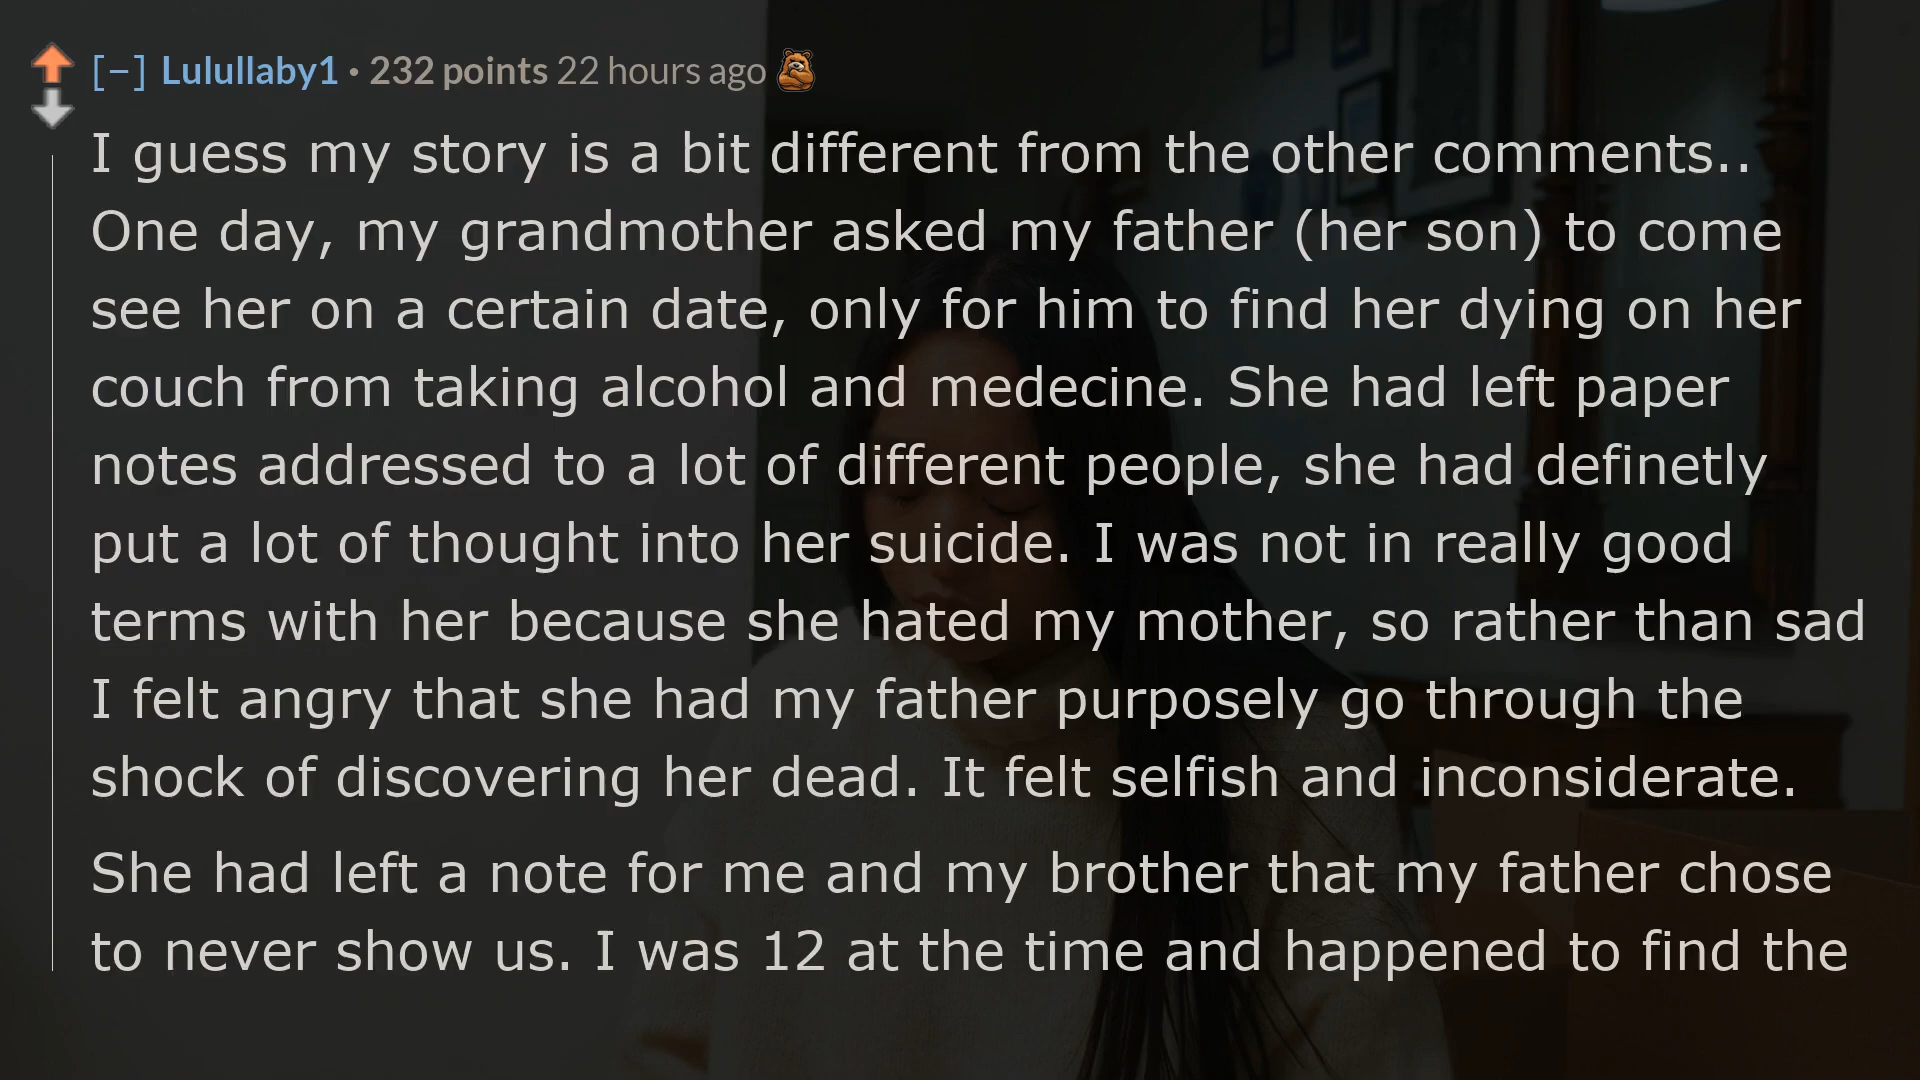 [–] Lulullaby1 • 232 points 22 hours ago
I guess my story is a bit different from the other comments..
One day, my grandmother asked my father (her son) to come
see her on a certain date, only for him to find her dying on her
couch from taking alcohol and medecine. She had left paper
notes addressed to a lot of different people, she had definetly
put a lot of thought into her suicide. I was not in really good
terms with her because she hated my mother, so rather than sad
I felt angry that she had my father purposely go through the
shock of discovering her dead. It felt selfish and inconsiderate.
She had left a note for me and my brother that my father chose
to never show us. I was 12 at the time and happened to find the